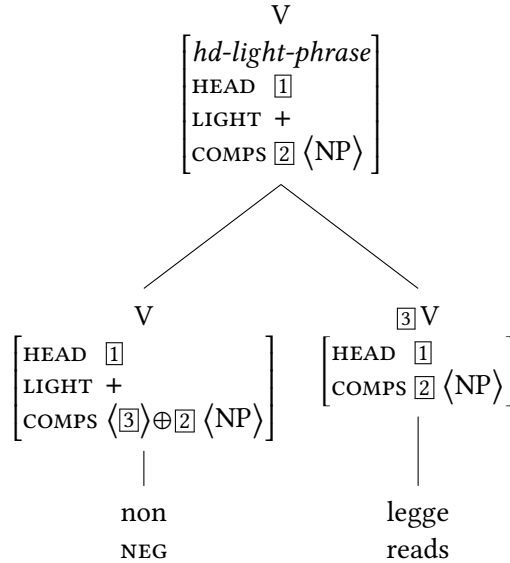 V
hd-light-phrase
HEAD 1
LIGHT +
COMPS 2 ⟨NP⟩
V
HEAD 1
LIGHT +
COMPS ⟨3⟩⊕2 ⟨NP⟩
3 V
HEAD 1
COMPS 2 ⟨NP⟩
non
NEG
legge
reads